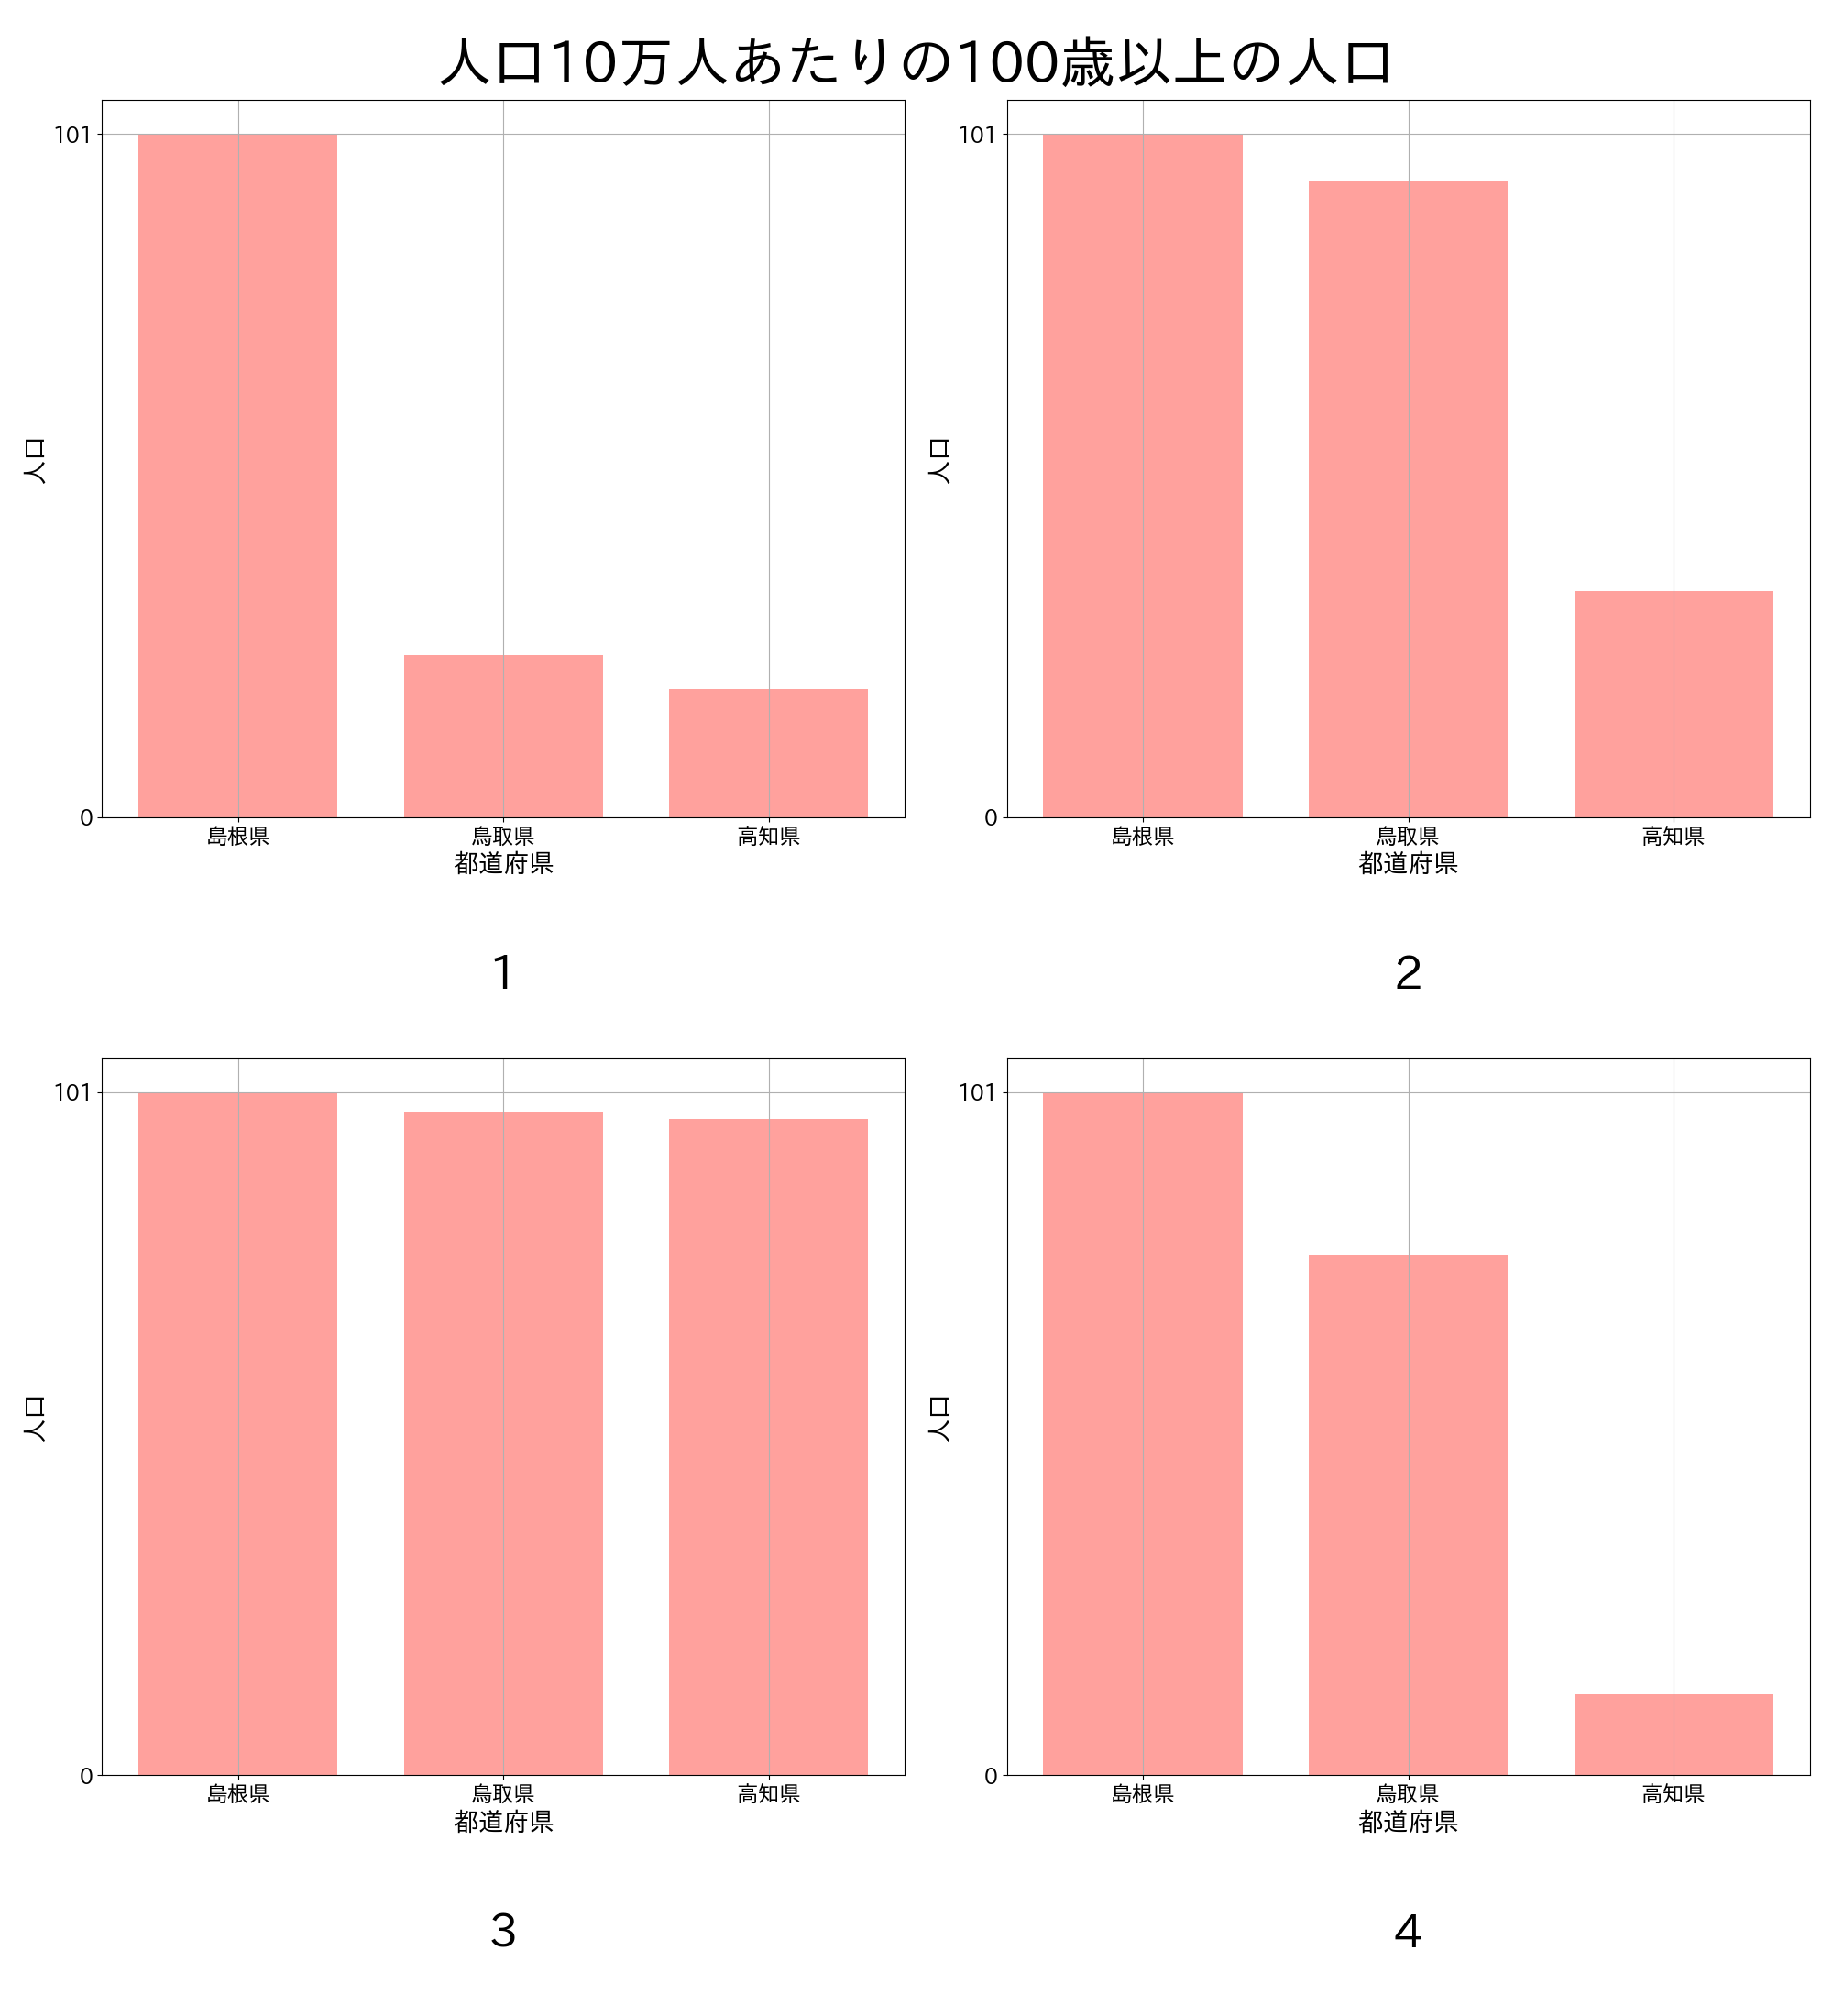 人口10万人あたりの100歳以上の人口
101
0
人口
島根県 鳥取県 高知県
都道府県
1
101
0
人口
島根県 鳥取県 高知県
都道府県
2
101
0
人口
島根県 鳥取県 高知県
都道府県
3
101
0
人口
島根県 鳥取県 高知県
都道府県
4